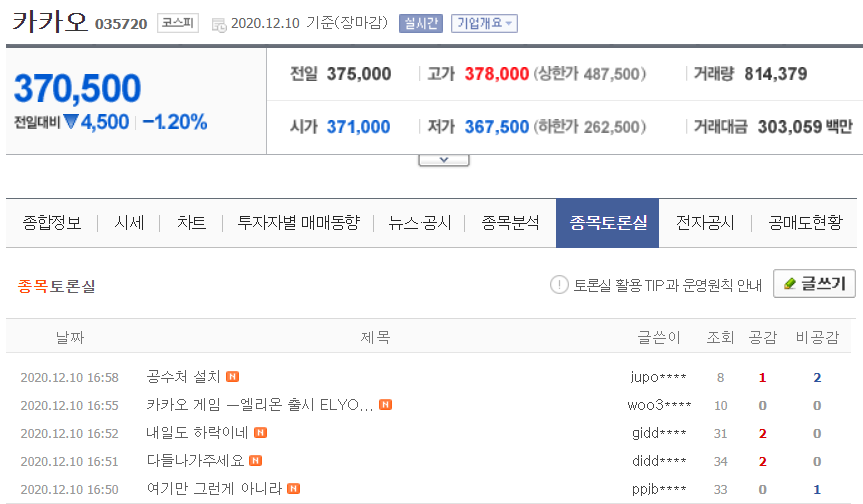 카카오 035720 코스피 2020.12.10 기준(장마감) 실시간 기업개요
370,500 전일 375,000 고가 378,000 (상한가 487,500) 거래량 814,379
전일대비 ▼ 4,500 -1.20% 시가 371,000 저가 367,500 (하한가 262,500) 거래대금 303,059 백만
종합정보 시세 차트 투자자별 매매동향 뉴스 공시 종목분석 종목토론실 전자공시 공매도현황
종목토론실 ! 토론실 활용 TIP과 운영원칙 안내 글쓰기
날짜 제목 글쓴이 조회 공감 비공감
2020.12.10 16:58 공수처 설치 N jupo**** 8 1 2
2020.12.10 16:55 카카오 게임 ㅡ엘리온 출시 ELYO... N woo3**** 10 0 0
2020.12.10 16:52 내일도 하락이네 N gidd**** 31 2 0
2020.12.10 16:51 다들나가주세요 N didd**** 34 2 0
2020.12.10 16:50 여기만 그런게 아니라 N ppjb**** 33 0 1